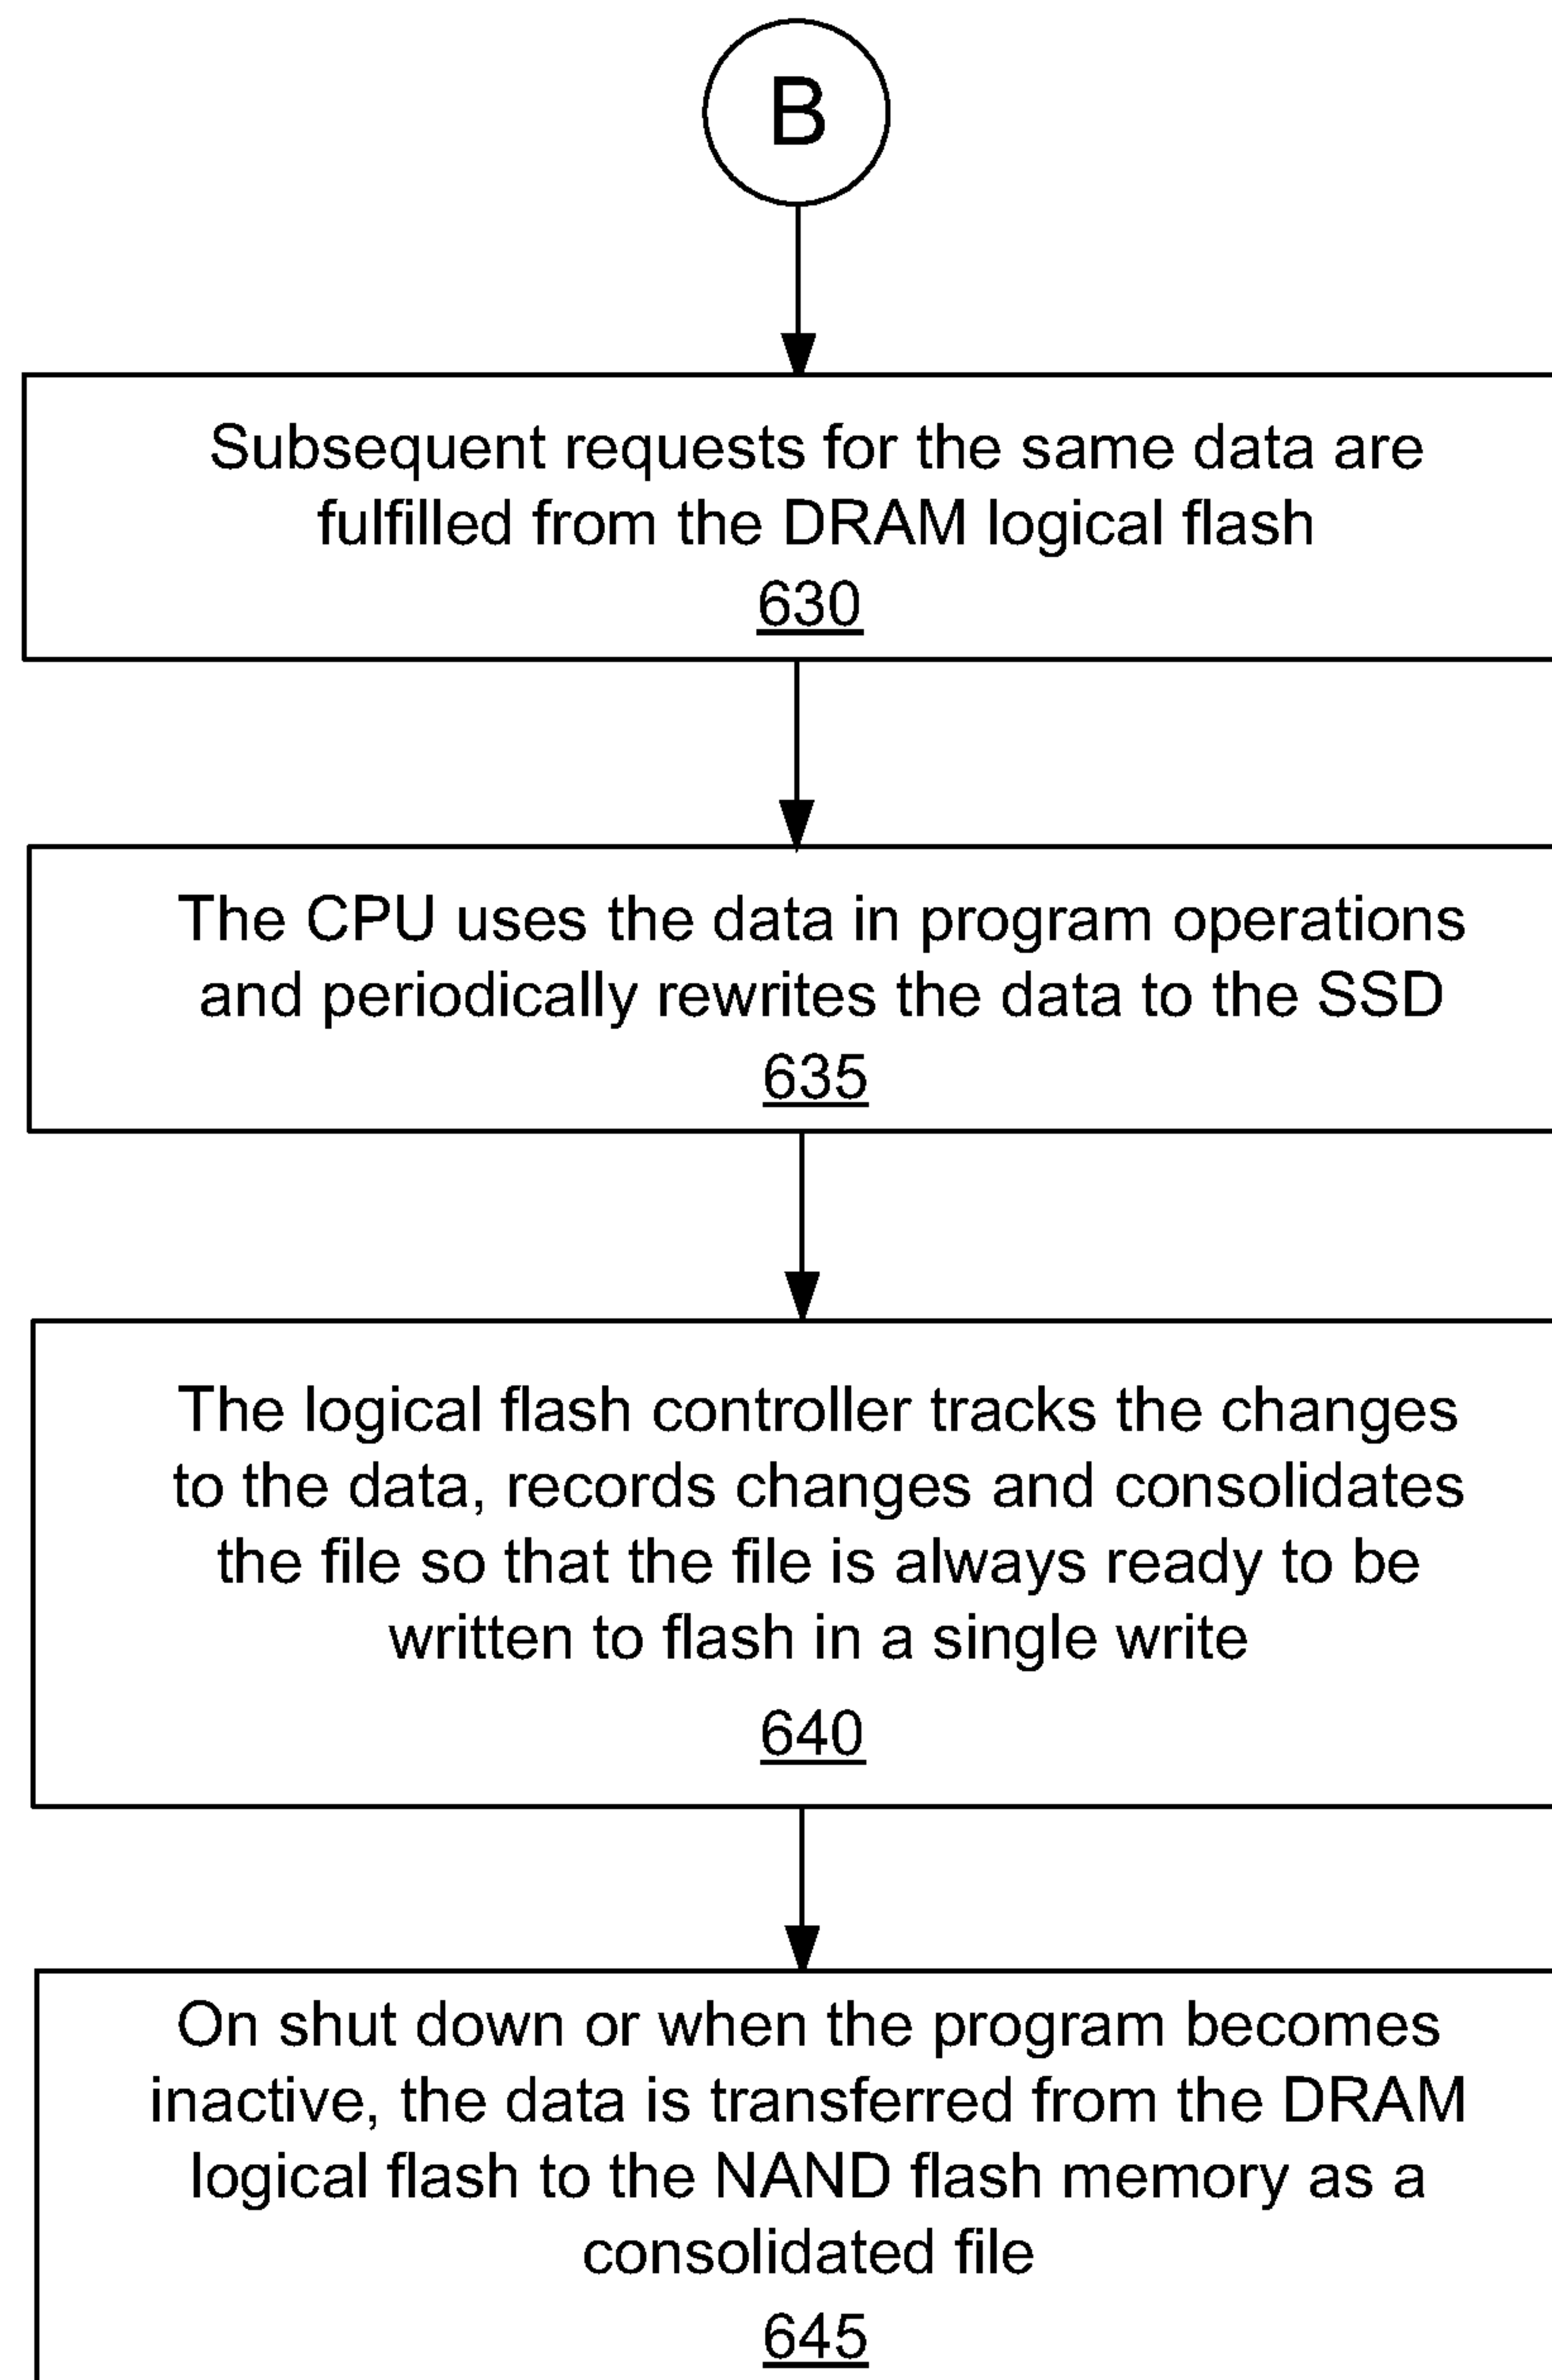 B
Subsequent requests for the same data are
fulfilled from the DRAM logical flash
630
The CPU uses the data in program operations
and periodically rewrites the data to the SSD
635
The logical flash controller tracks the changes
to the data, records changes and consolidates
the file so that the file is always ready to be
written to flash in a single write
640
On shut down or when the program becomes
inactive, the data is transferred from the DRAM
logical flash to the NAND flash memory as a
consolidated file
645